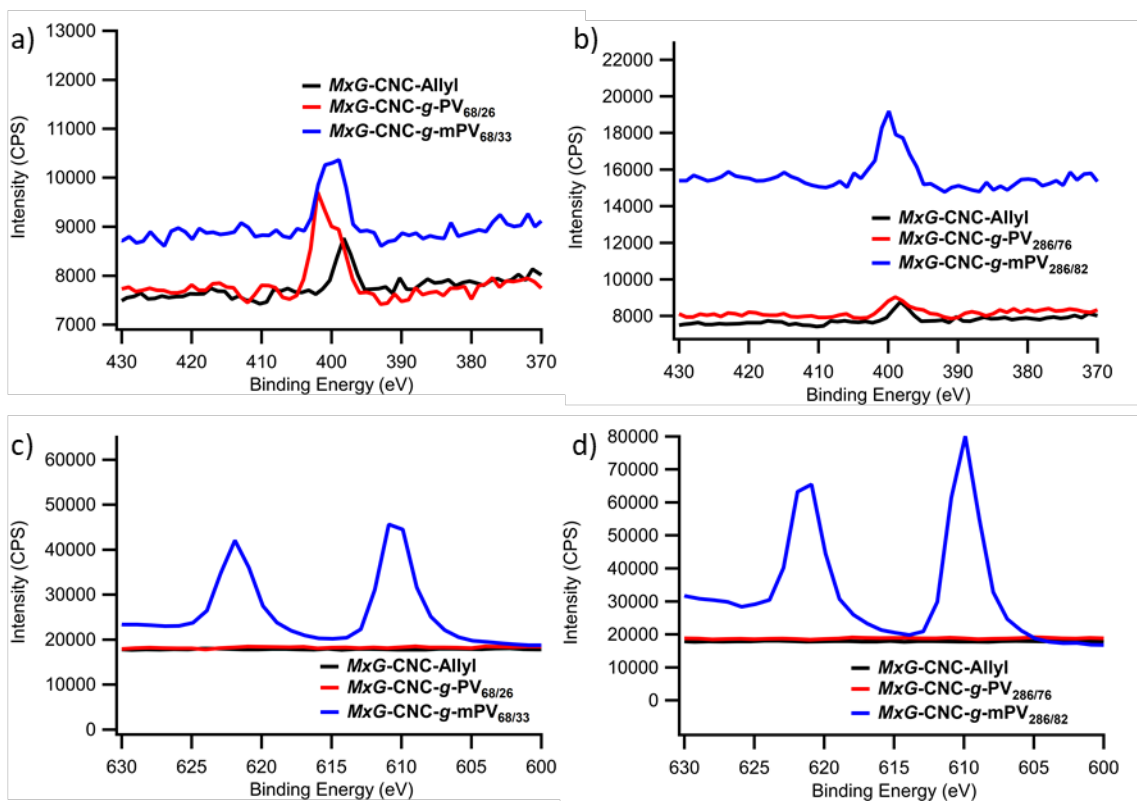 a)
13000
12000
11000
10000
9000
8000
7000
Intensity (CPS)
MxG-CNC-Allyl
MxG-CNC-g-PV68/26
MxG-CNC-g-mPV68/33
430 420 410 400 390 380 370
Binding Energy (eV)
b)
22000
20000
18000
16000
14000
12000
10000
8000
Intensity (CPS)
MxG-CNC-Allyl
MxG-CNC-g-PV286/76
MxG-CNC-g-mPV286/82
430 420 410 400 390 380 370
Binding Energy (eV)
c)
60000
50000
40000
30000
20000
10000
0
Intensity (CPS)
MxG-CNC-Allyl
MxG-CNC-g-PV68/26
MxG-CNC-g-mPV68/33
630 625 620 615 610 605 600
Binding Energy (eV)
d)
80000
70000
60000
50000
40000
30000
20000
10000
0
Intensity (CPS)
MxG-CNC-Allyl
MxG-CNC-g-PV286/76
MxG-CNC-g-mPV286/82
630 625 620 615 610 605 600
Binding Energy (eV)